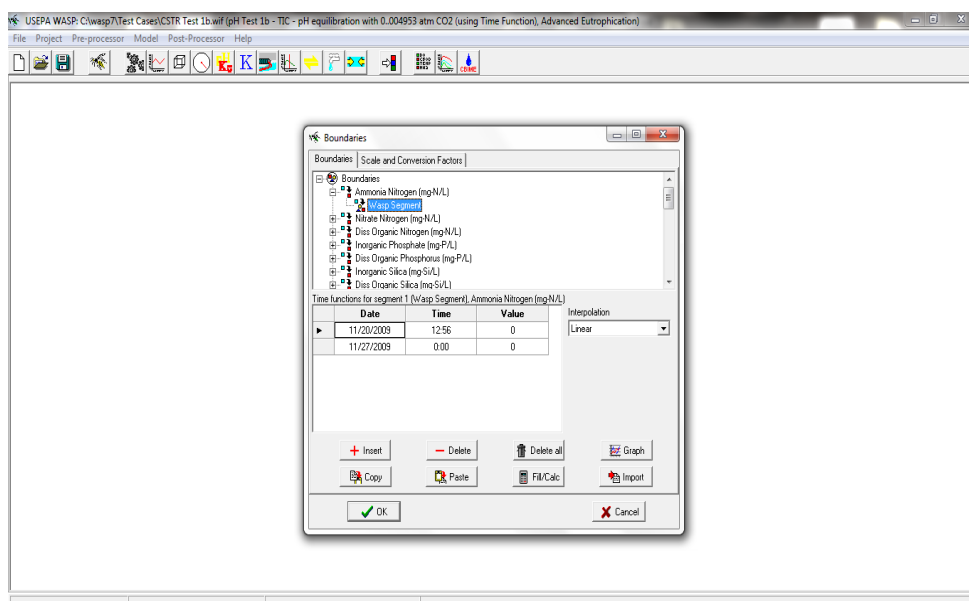 USEPA WASP: C:\wasp7\Test Cases\CSTR Test 1b.wif (pH Test 1b - TIC - pH equilibration with 0.004953 atm CO2 (using Time Function), Advanced Eutrophication)
File Project Pre-processor Model Post-Processor Help
K
Boundaries
Boundaries Scale and Conversion Factors
Boundaries
Ammonia Nitrogen (mg-N/L)
Wasp Segment
Nitrate Nitrogen (mg-N/L)
Diss Organic Nitrogen (mg-N/L)
Inorganic Phosphate (mg-P/L)
Diss Organic Phosphorus (mg-P/L)
Inorganic Silica (mg-Si/L)
Diss Organic Silica (mg-Si/L)
Time functions for segment 1 (Wasp Segment), Ammonia Nitrogen (mg-N/L)
Date Time Value Interpolation
11/20/2009 12:56 0 Linear
11/27/2009 0:00 0
Insert Delete Delete all Graph
Copy Paste Fill/Calc Import
OK Cancel